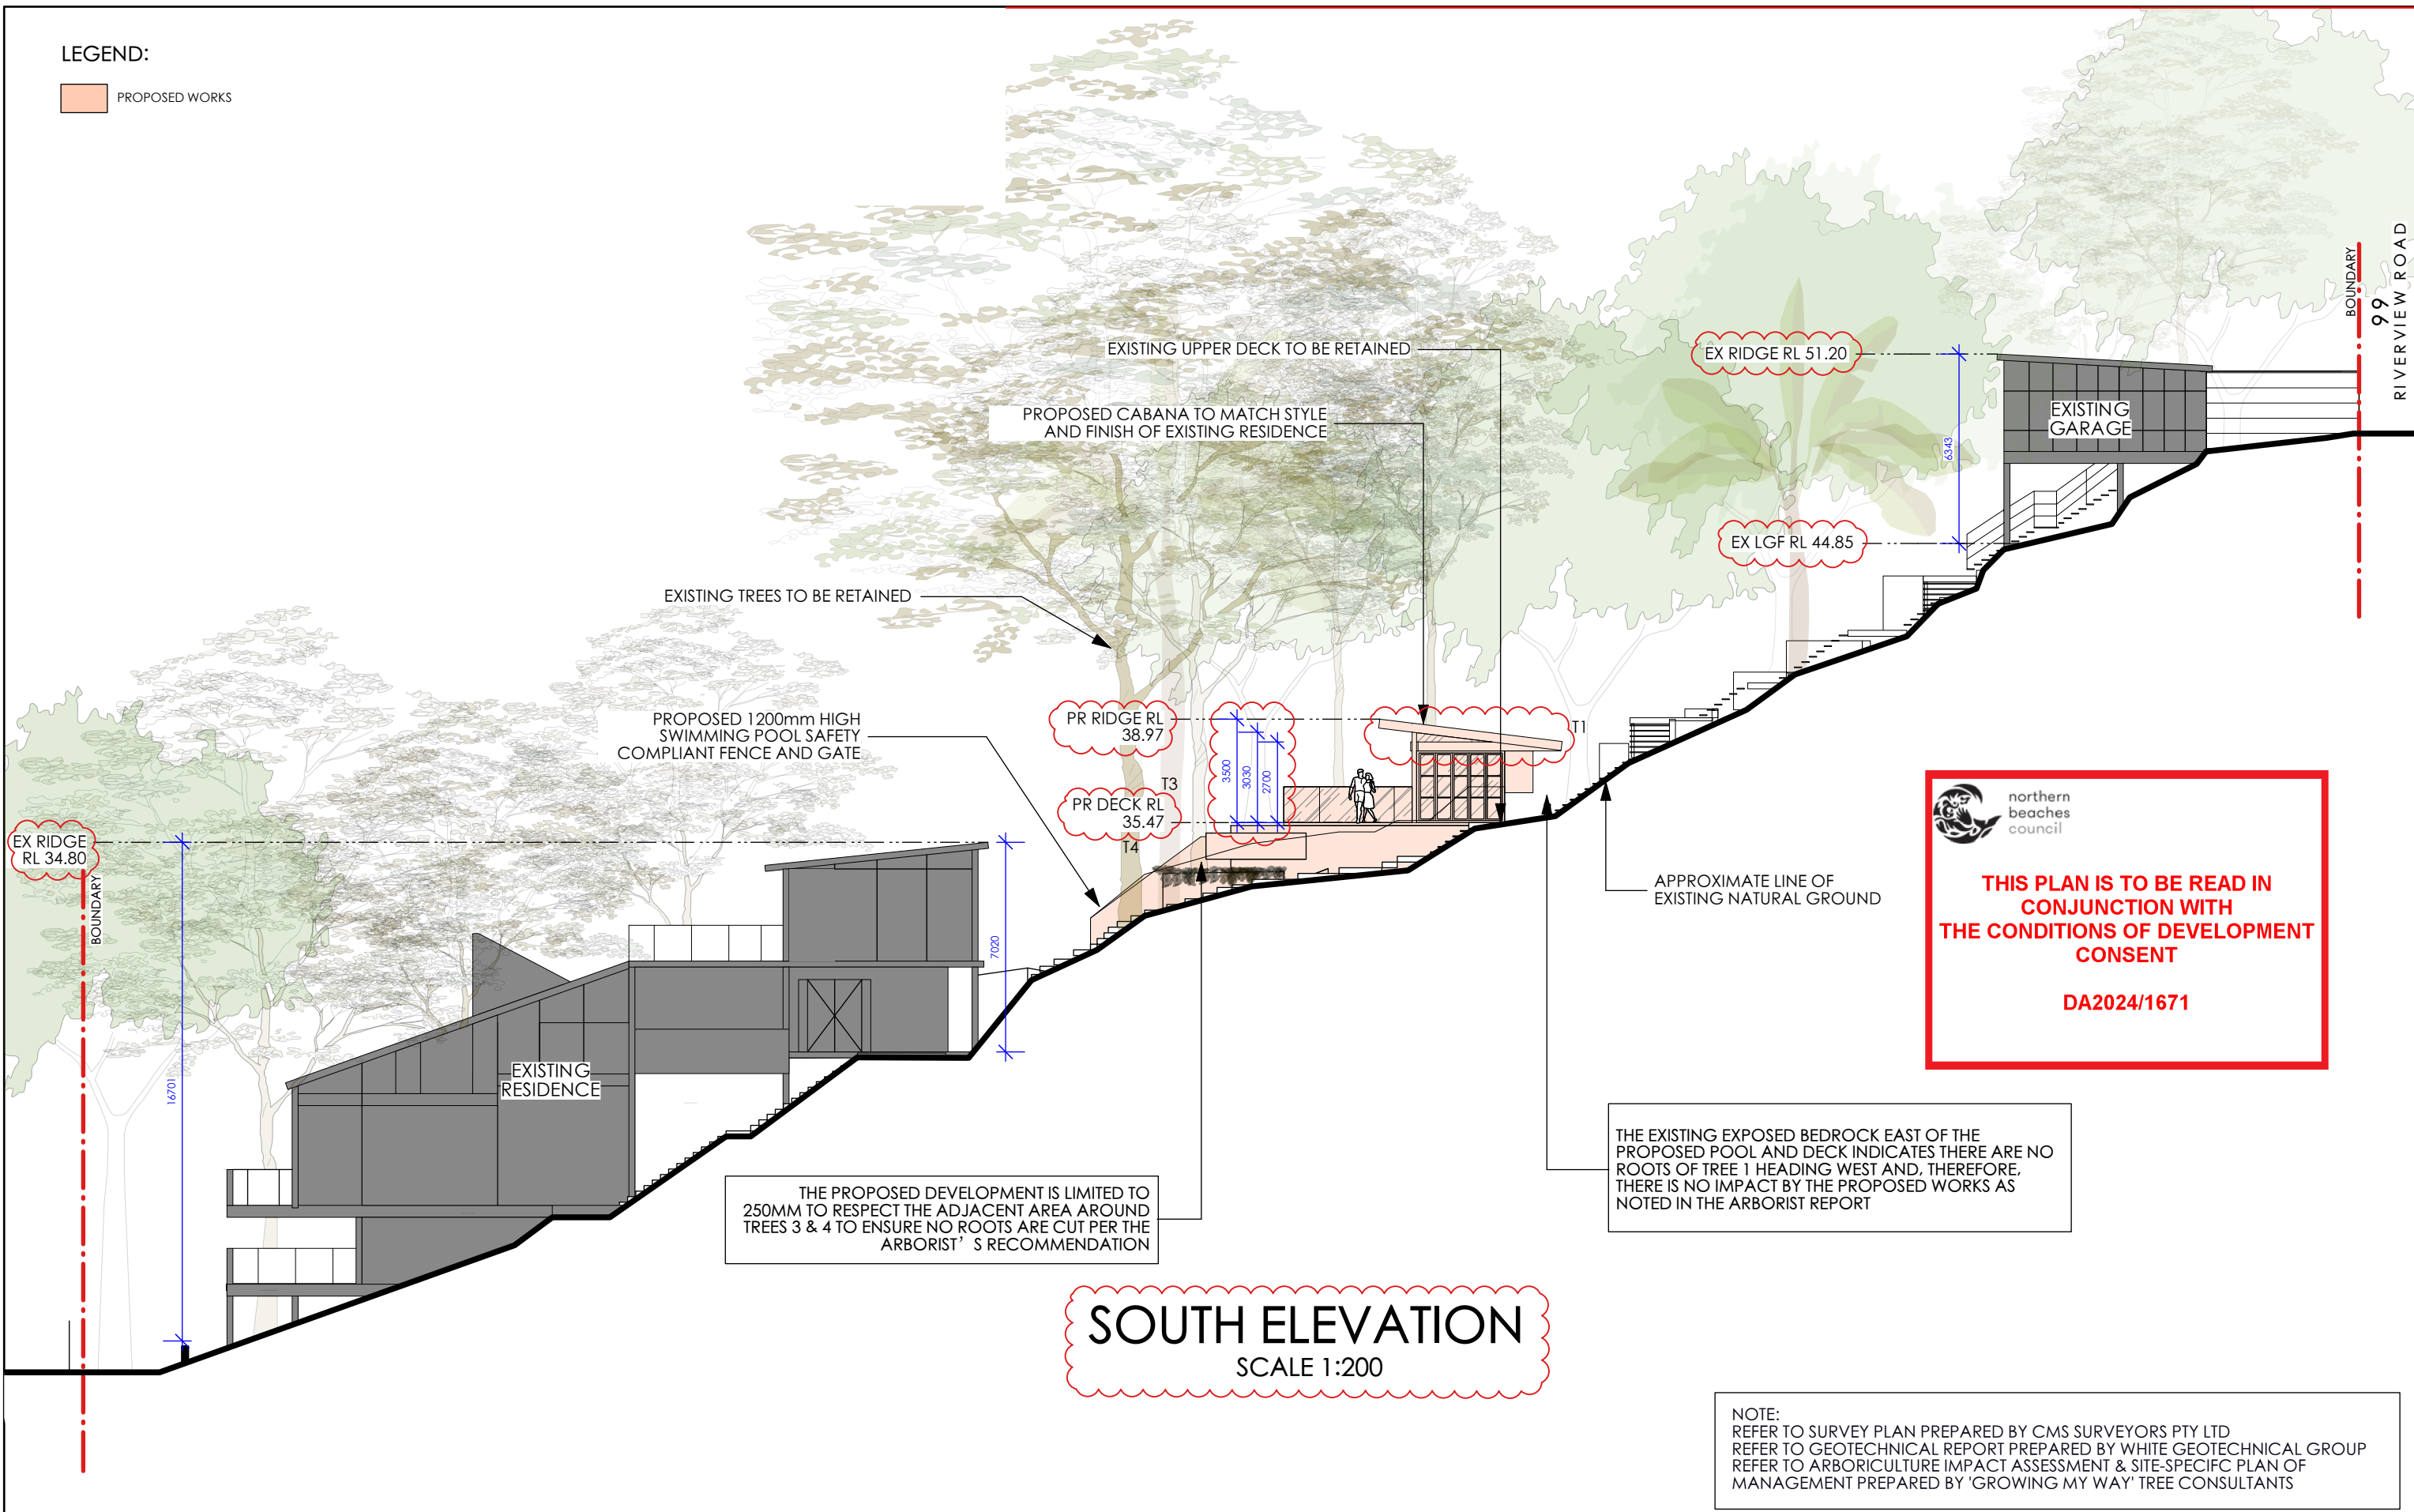 LEGEND:
PROPOSED WORKS
EXISTING UPPER DECK TO BE RETAINED
PROPOSED CABANA TO MATCH STYLE
AND FINISH OF EXISTING RESIDENCE
EXISTING TREES TO BE RETAINED
PROPOSED 1200mm HIGH
SWIMMING POOL SAFETY
COMPLIANT FENCE AND GATE
EX RIDGE RL 51.20
EX LGF RL 44.85
6343
EXISTING
GARAGE
BOUNDARY
99
RIVERVIEW ROAD
PR RIDGE RL
38.97
PR DECK RL
35.47
T3
T4
T1
3500
3030
2700
EX RIDGE
RL 34.80
BOUNDARY
16701
7020
EXISTING
RESIDENCE
APPROXIMATE LINE OF
EXISTING NATURAL GROUND
northern
beaches
council
THIS PLAN IS TO BE READ IN
CONJUNCTION WITH
THE CONDITIONS OF DEVELOPMENT
CONSENT
DA2024/1671
THE EXISTING EXPOSED BEDROCK EAST OF THE
PROPOSED POOL AND DECK INDICATES THERE ARE NO
ROOTS OF TREE 1 HEADING WEST AND, THEREFORE,
THERE IS NO IMPACT BY THE PROPOSED WORKS AS
NOTED IN THE ARBORIST REPORT
THE PROPOSED DEVELOPMENT IS LIMITED TO
250MM TO RESPECT THE ADJACENT AREA AROUND
TREES 3 & 4 TO ENSURE NO ROOTS ARE CUT PER THE
ARBORIST' S RECOMMENDATION
SOUTH ELEVATION
SCALE 1:200
NOTE:
REFER TO SURVEY PLAN PREPARED BY CMS SURVEYORS PTY LTD
REFER TO GEOTECHNICAL REPORT PREPARED BY WHITE GEOTECHNICAL GROUP
REFER TO ARBORICULTURE IMPACT ASSESSMENT & SITE-SPECIFC PLAN OF
MANAGEMENT PREPARED BY 'GROWING MY WAY' TREE CONSULTANTS